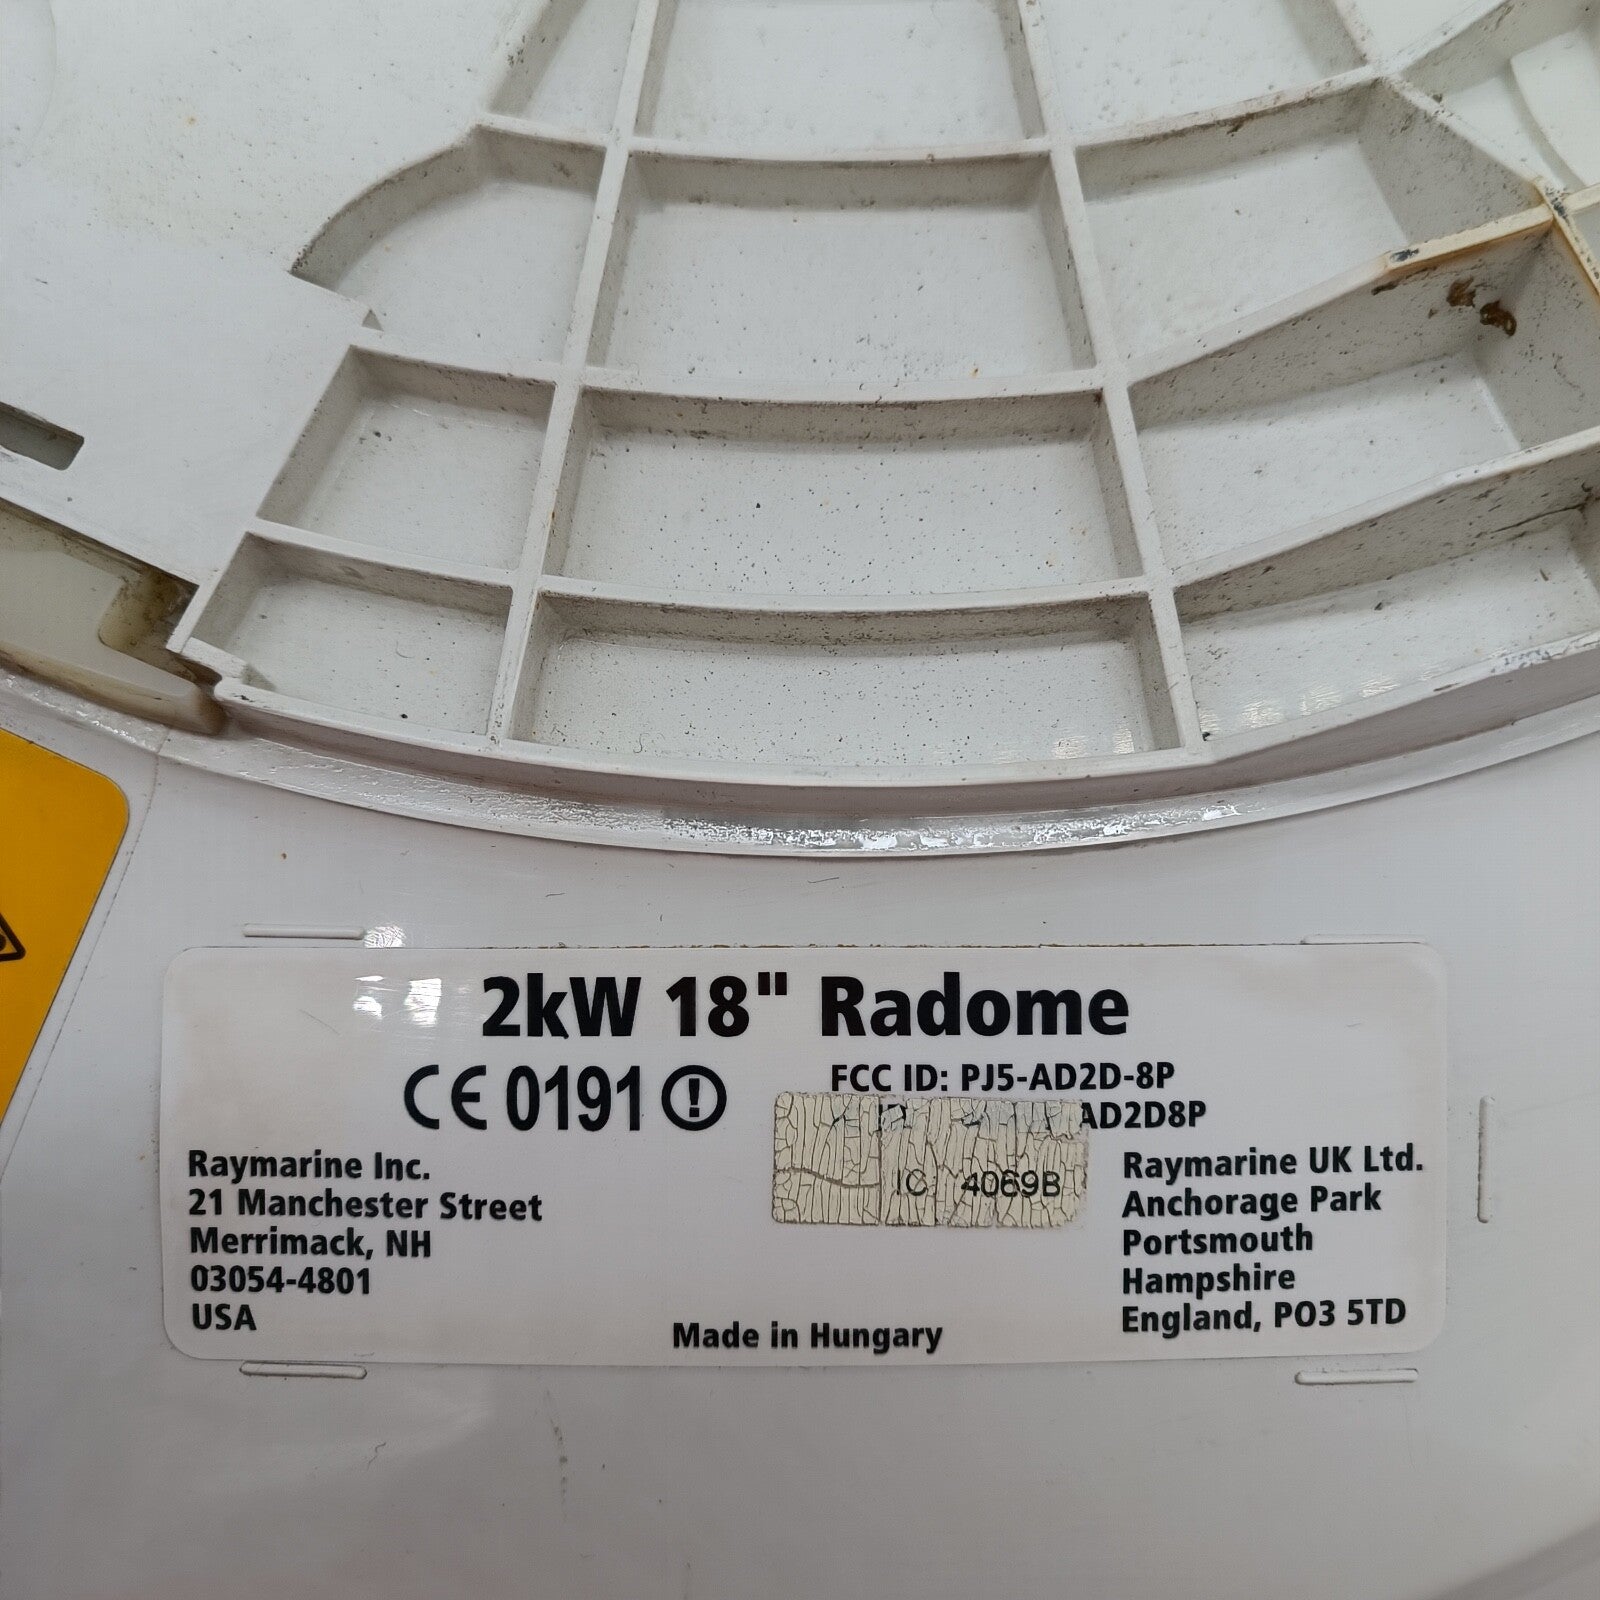 2kW 18" Radome
CE 0191
FCC ID: PJ5-AD2D-8P
AD2D8P
IC 4069B
Raymarine Inc.
21 Manchester Street
Merrimack, NH
03054-4801
USA
Made in Hungary
Raymarine UK Ltd.
Anchorage Park
Portsmouth
Hampshire
England, PO3 5TD